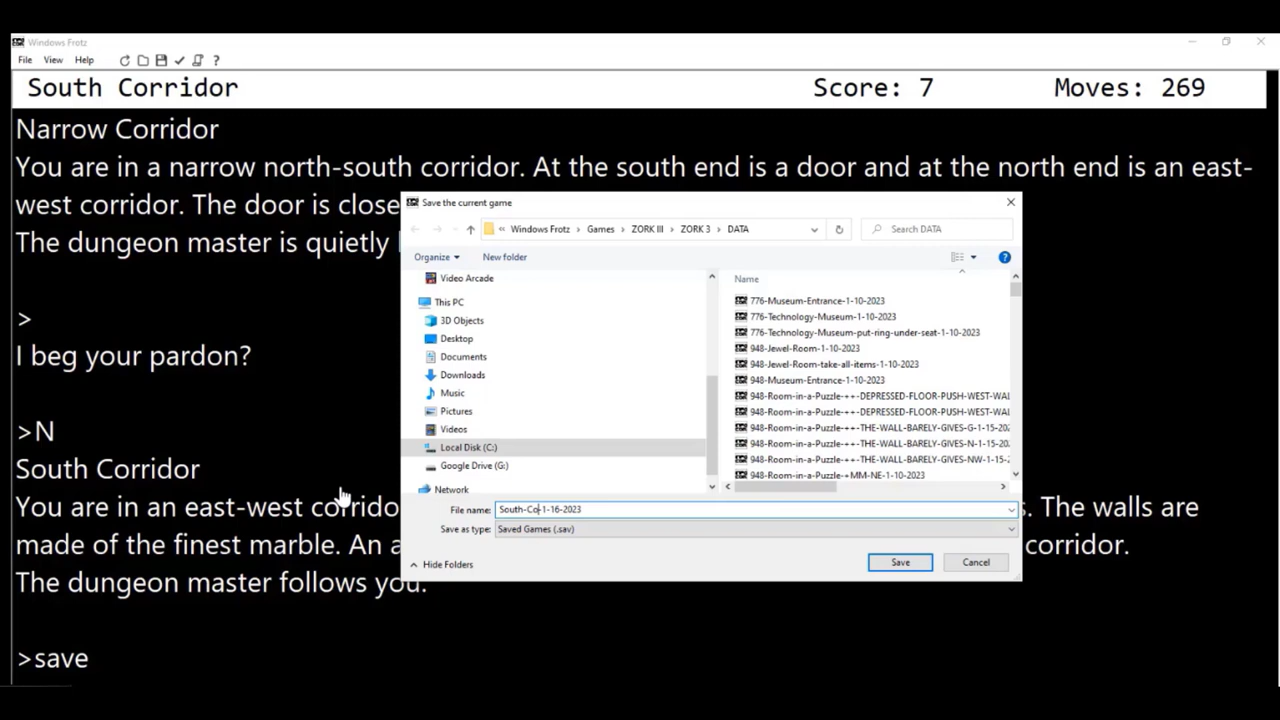 Windows Frotz
File View Help
South Corridor Score: 7 Moves: 269
Narrow Corridor
You are in a narrow north-south corridor. At the south end is a door and at the north end is an east-
west corridor. The door is close
The dungeon master is quietly
>
I beg your pardon?
>N
South Corridor
You are in an east-west corrido s. The walls are
made of the finest marble. An a corridor.
The dungeon master follows you.
>save
Save the current game
« Windows Frotz › Games › ZORK III › ZORK 3 › DATA
Search DATA
Organize New folder
Video Arcade
This PC
3D Objects
Desktop
Documents
Downloads
Music
Pictures
Videos
Local Disk (C:)
Google Drive (G:)
Network
Name
776-Museum-Entrance-1-10-2023
776-Technology-Museum-1-10-2023
776-Technology-Museum-put-ring-under-seat-1-10-2023
948-Jewel-Room-1-10-2023
948-Jewel-Room-take-all-items-1-10-2023
948-Museum-Entrance-1-10-2023
948-Room-in-a-Puzzle-++-DEPRESSED-FLOOR-PUSH-WEST-WAL
948-Room-in-a-Puzzle-++-DEPRESSED-FLOOR-PUSH-WEST-WAL
948-Room-in-a-Puzzle-++-THE-WALL-BARELY-GIVES-G-1-15-202
948-Room-in-a-Puzzle-++-THE-WALL-BARELY-GIVES-N-1-15-202
948-Room-in-a-Puzzle-++-THE-WALL-BARELY-GIVES-NW-1-15-2
948-Room-in-a-Puzzle-+MM-NE-1-10-2023
File name: South-Co-1-16-2023
Save as type: Saved Games (.sav)
Hide Folders
Save Cancel